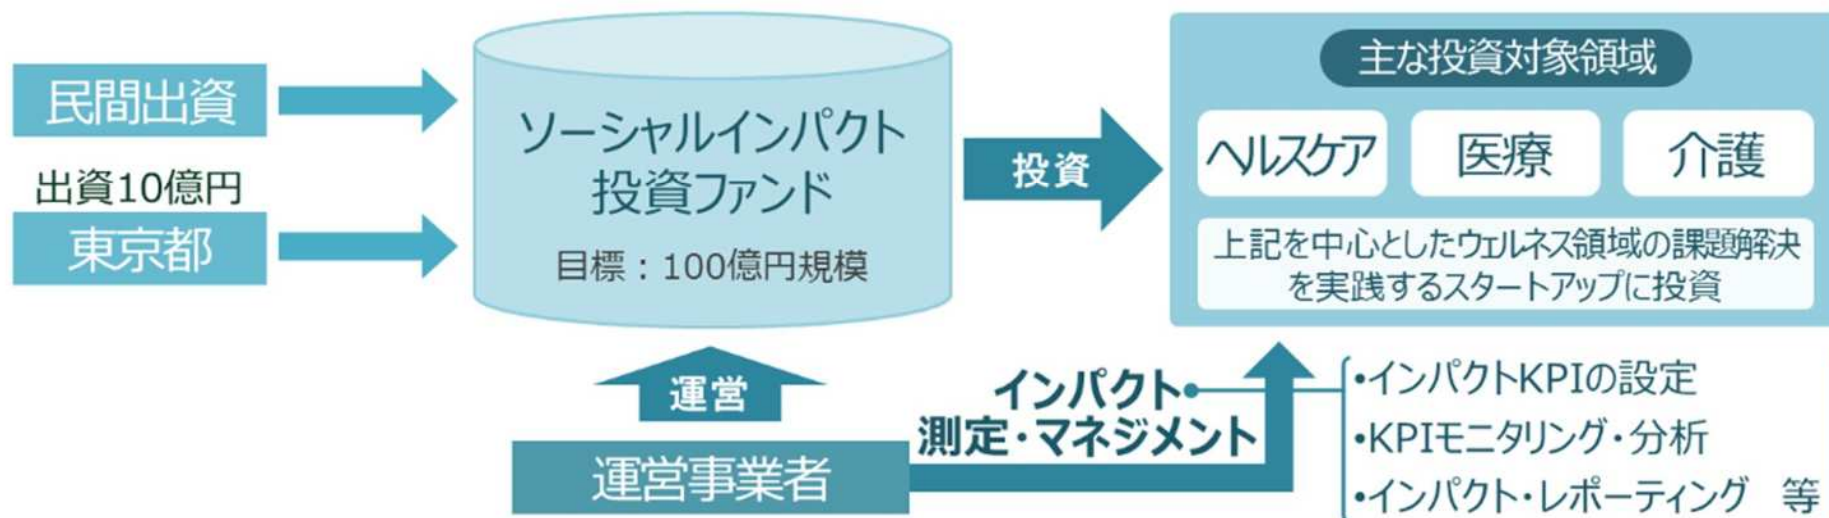 民間出資
出資10億円
東京都
ソーシャルインパクト
投資ファンド
目標：100億円規模
投資
主な投資対象領域
ヘルスケア
医療
介護
上記を中心としたウェルネス領域の課題解決
を実践するスタートアップに投資
運営
運営事業者
インパクト
測定・マネジメント
•インパクトKPIの設定
•KPIモニタリング・分析
•インパクト・レポーティング　等